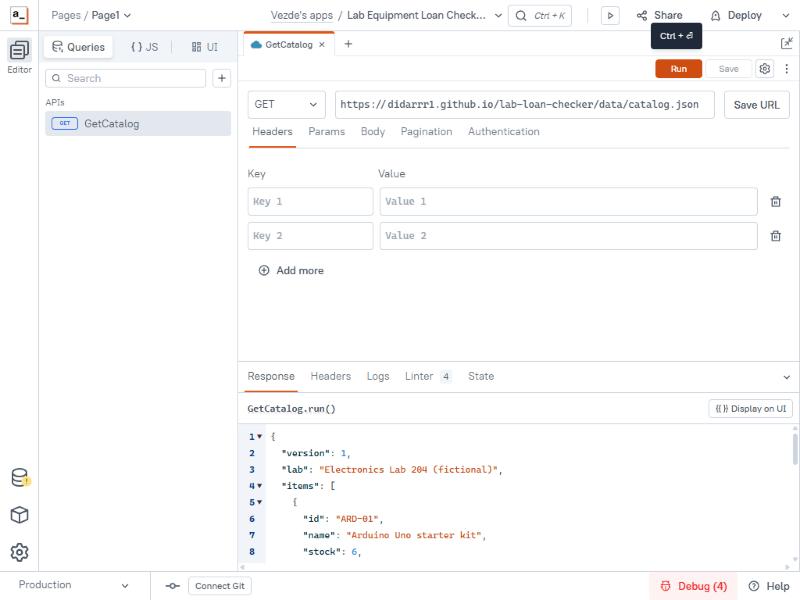 a_ Pages / Page1 Vezde's apps / Lab Equipment Loan Check... Ctrl + K Share Deploy
Ctrl + ⏎
Editor
Queries { } JS UI
Search
APIs
GET GetCatalog
GetCatalog
Run Save
GET https://didarrr1.github.io/lab-loan-checker/data/catalog.json Save URL
Headers Params Body Pagination Authentication
Key Value
Key 1 Value 1
Key 2 Value 2
Add more
Response Headers Logs Linter 4 State
GetCatalog.run() {{ }} Display on UI
1 {
2 "version": 1,
3 "lab": "Electronics Lab 204 (fictional)",
4 "items": [
5 {
6 "id": "ARD-01",
7 "name": "Arduino Uno starter kit",
8 "stock": 6,
Production Connect Git Debug (4) Help